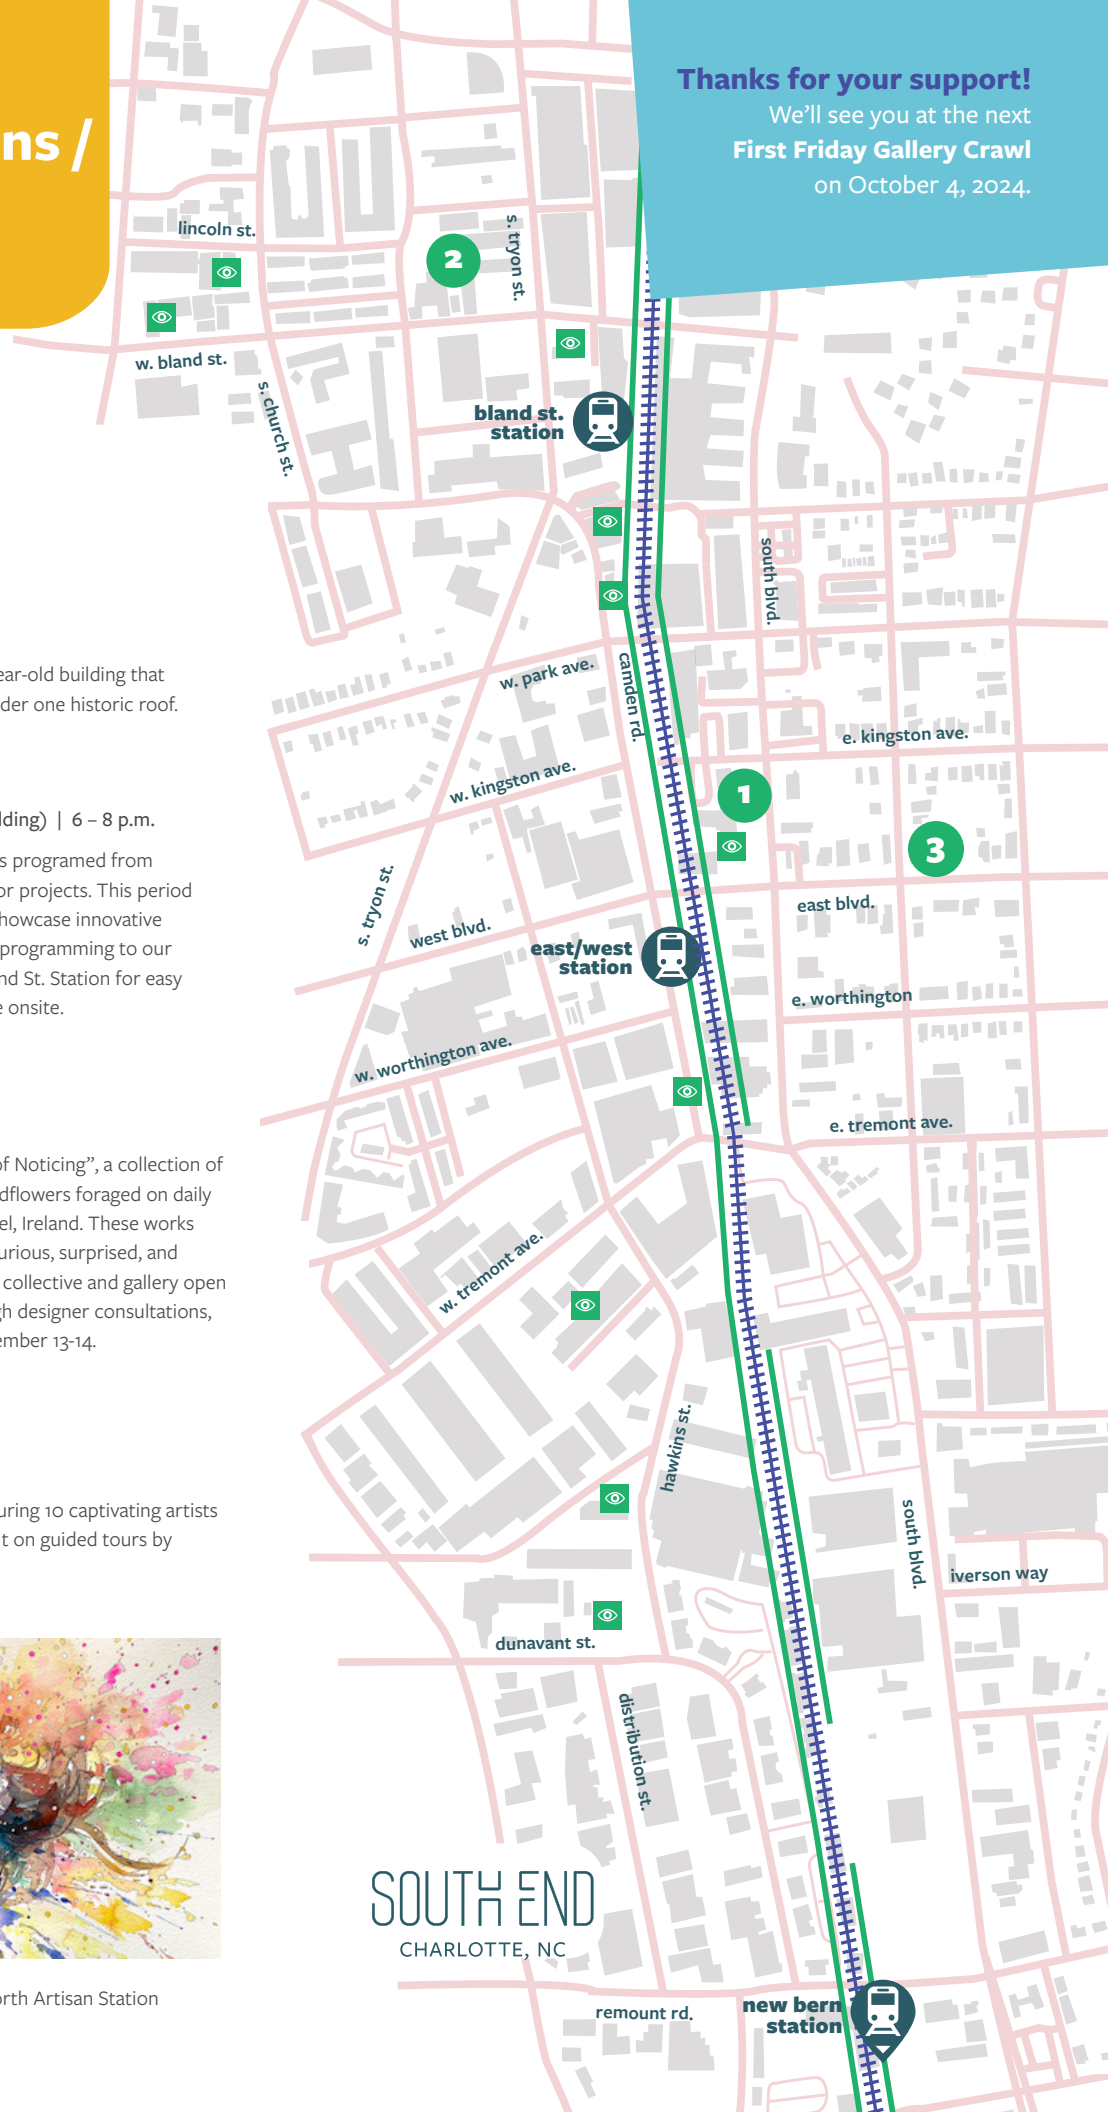 ns /
Thanks for your support!
We'll see you at the next
First Friday Gallery Crawl
on October 4, 2024.
lincoln st.
s. tryon st.
2
w. bland st.
s. church st.
bland st.
station
south blvd.
ear-old building that
der one historic roof.
w. park ave.
camden rd.
e. kingston ave.
w. kingston ave.
1
3
lding) | 6 – 8 p.m.
s programed from
or projects. This period
howcase innovative
programming to our
nd St. Station for easy
e onsite.
s. tryon st.
west blvd.
east blvd.
east/west
station
e. worthington
w. worthington ave.
e. tremont ave.
of Noticing”, a collection of
dflowers foraged on daily
el, Ireland. These works
urious, surprised, and
collective and gallery open
gh designer consultations,
ember 13-14.
w. tremont ave.
hawkins st.
uring 10 captivating artists
t on guided tours by
south blvd.
iverson way
dunavant st.
distribution st.
SOUTH END
CHARLOTTE, NC
orth Artisan Station
remount rd.
new bern
station